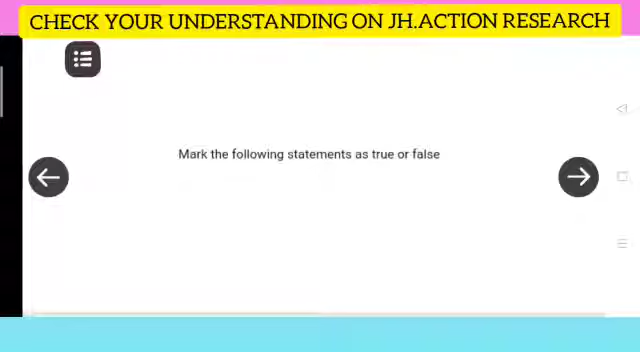 CHECK YOUR UNDERSTANDING ON JH.ACTION RESEARCH
Mark the following statements as true or false